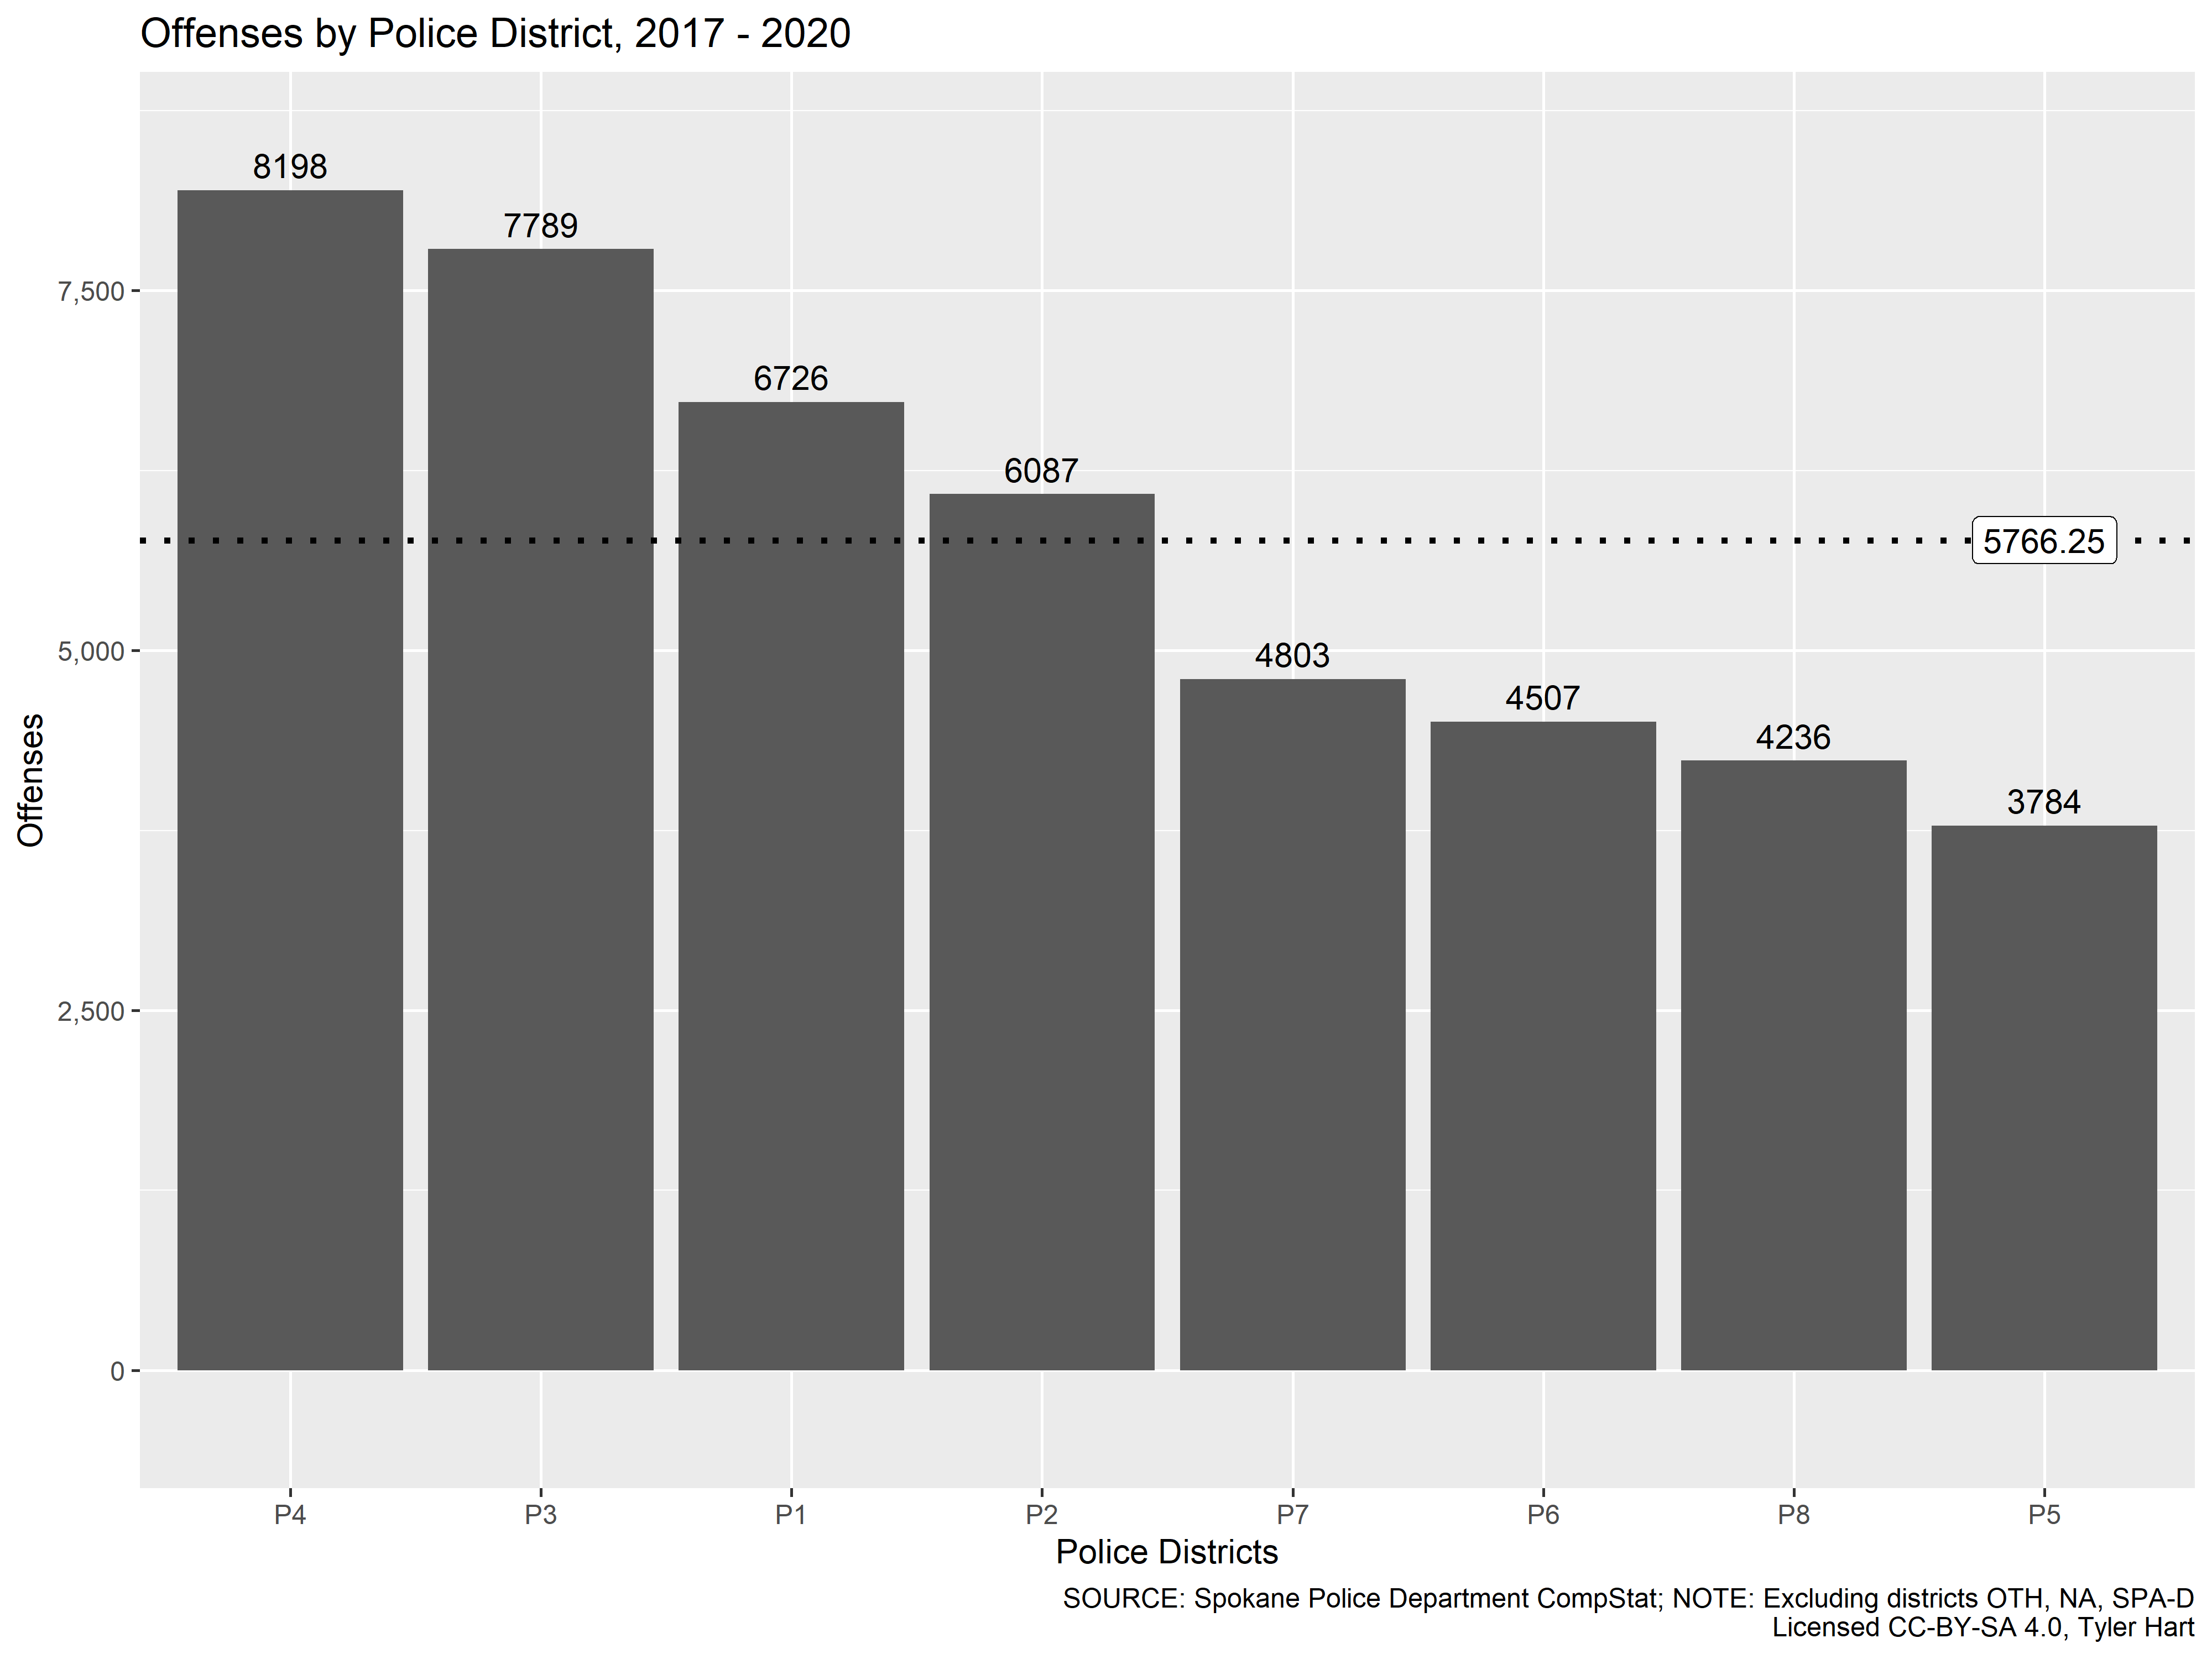 Offenses by Police District, 2017 - 2020
8198
7789
6726
6087
4803
4507
4236
3784
5766.25
Offenses
7,500
5,000
2,500
0
P4 P3 P1 P2 P7 P6 P8 P5
Police Districts
SOURCE: Spokane Police Department CompStat; NOTE: Excluding districts OTH, NA, SPA-D
Licensed CC-BY-SA 4.0, Tyler Hart